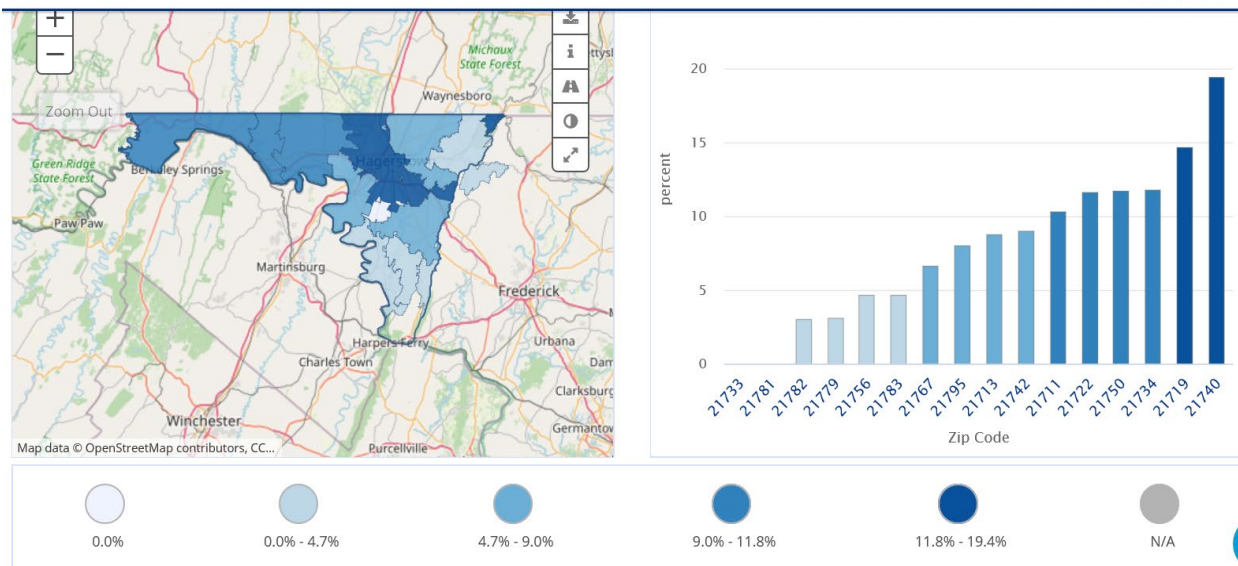 +
−
Zoom Out
Michaux
State Forest
Waynesboro
Hagerstow
Green Ridge
State Forest
Berkeley Springs
Paw Paw
Martinsburg
Frederick
Harpers Ferry
Urbana
Charles Town
Clarksburg
Winchester
Germantow
Purcellville
Map data © OpenStreetMap contributors, CC...
percent
20
15
10
5
0
21733
21781
21782
21779
21756
21783
21767
21795
21713
21742
21711
21722
21750
21734
21719
21740
Zip Code
0.0%
0.0% - 4.7%
4.7% - 9.0%
9.0% - 11.8%
11.8% - 19.4%
N/A